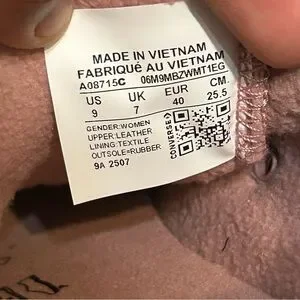 MADE IN VIETNAM
FABRIQUÉ AU VIETNAM
A08715C 06M9MBZWMT1EG
US UK EUR CM.
9 7 40 25.5
GENDER:WOMEN
UPPER:LEATHER
LINING:TEXTILE
OUTSOLE=RUBBER
9A 2507
CONVERSE